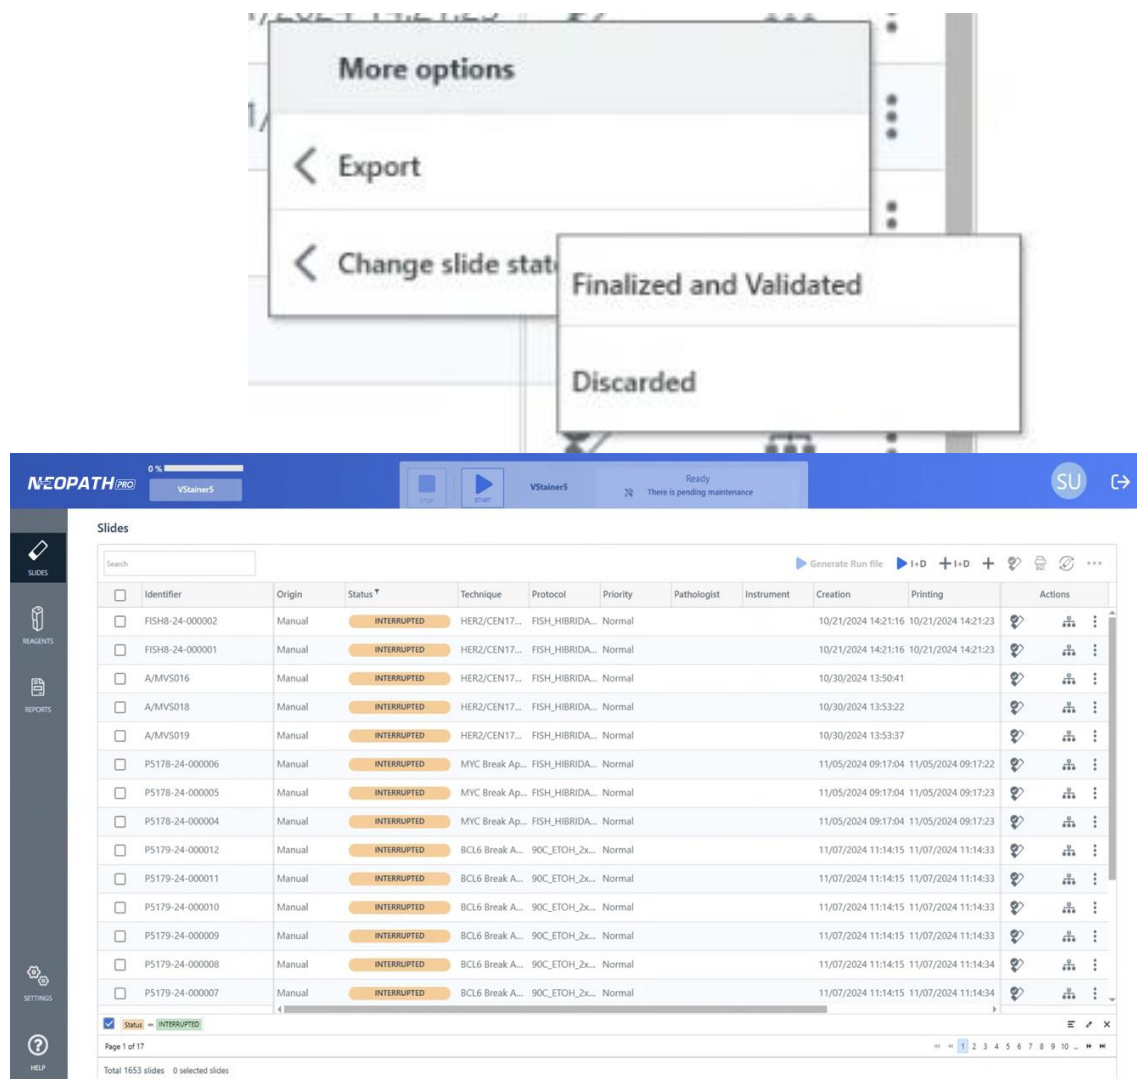 More options
Export
Change slide stat
Finalized and Validated
Discarded
NEOPATH PRO
0 %
VStainer5
STOP
START
VStainer5
Ready
There is pending maintenance
SU
SLIDES
REAGENTS
REPORTS
SETTINGS
HELP
Slides
Search
Generate Run file I+D I+D
Identifier Origin Status Technique Protocol Priority Pathologist Instrument Creation Printing Actions
FISH8-24-000002 Manual INTERRUPTED HER2/CEN17... FISH_HIBRIDA... Normal 10/21/2024 14:21:16 10/21/2024 14:21:23
FISH8-24-000001 Manual INTERRUPTED HER2/CEN17... FISH_HIBRIDA... Normal 10/21/2024 14:21:16 10/21/2024 14:21:23
A/MVS016 Manual INTERRUPTED HER2/CEN17... FISH_HIBRIDA... Normal 10/30/2024 13:50:41
A/MVS018 Manual INTERRUPTED HER2/CEN17... FISH_HIBRIDA... Normal 10/30/2024 13:53:22
A/MVS019 Manual INTERRUPTED HER2/CEN17... FISH_HIBRIDA... Normal 10/30/2024 13:53:37
P5178-24-000006 Manual INTERRUPTED MYC Break Ap... FISH_HIBRIDA... Normal 11/05/2024 09:17:04 11/05/2024 09:17:22
P5178-24-000005 Manual INTERRUPTED MYC Break Ap... FISH_HIBRIDA... Normal 11/05/2024 09:17:04 11/05/2024 09:17:23
P5178-24-000004 Manual INTERRUPTED MYC Break Ap... FISH_HIBRIDA... Normal 11/05/2024 09:17:04 11/05/2024 09:17:23
P5179-24-000012 Manual INTERRUPTED BCL6 Break A... 90C_ETOH_2x... Normal 11/07/2024 11:14:15 11/07/2024 11:14:33
P5179-24-000011 Manual INTERRUPTED BCL6 Break A... 90C_ETOH_2x... Normal 11/07/2024 11:14:15 11/07/2024 11:14:33
P5179-24-000010 Manual INTERRUPTED BCL6 Break A... 90C_ETOH_2x... Normal 11/07/2024 11:14:15 11/07/2024 11:14:33
P5179-24-000009 Manual INTERRUPTED BCL6 Break A... 90C_ETOH_2x... Normal 11/07/2024 11:14:15 11/07/2024 11:14:33
P5179-24-000008 Manual INTERRUPTED BCL6 Break A... 90C_ETOH_2x... Normal 11/07/2024 11:14:15 11/07/2024 11:14:34
P5179-24-000007 Manual INTERRUPTED BCL6 Break A... 90C_ETOH_2x... Normal 11/07/2024 11:14:15 11/07/2024 11:14:34
Status = INTERRUPTED
Page 1 of 17
1 2 3 4 5 6 7 8 9 10 ...
Total 1653 slides 0 selected slides